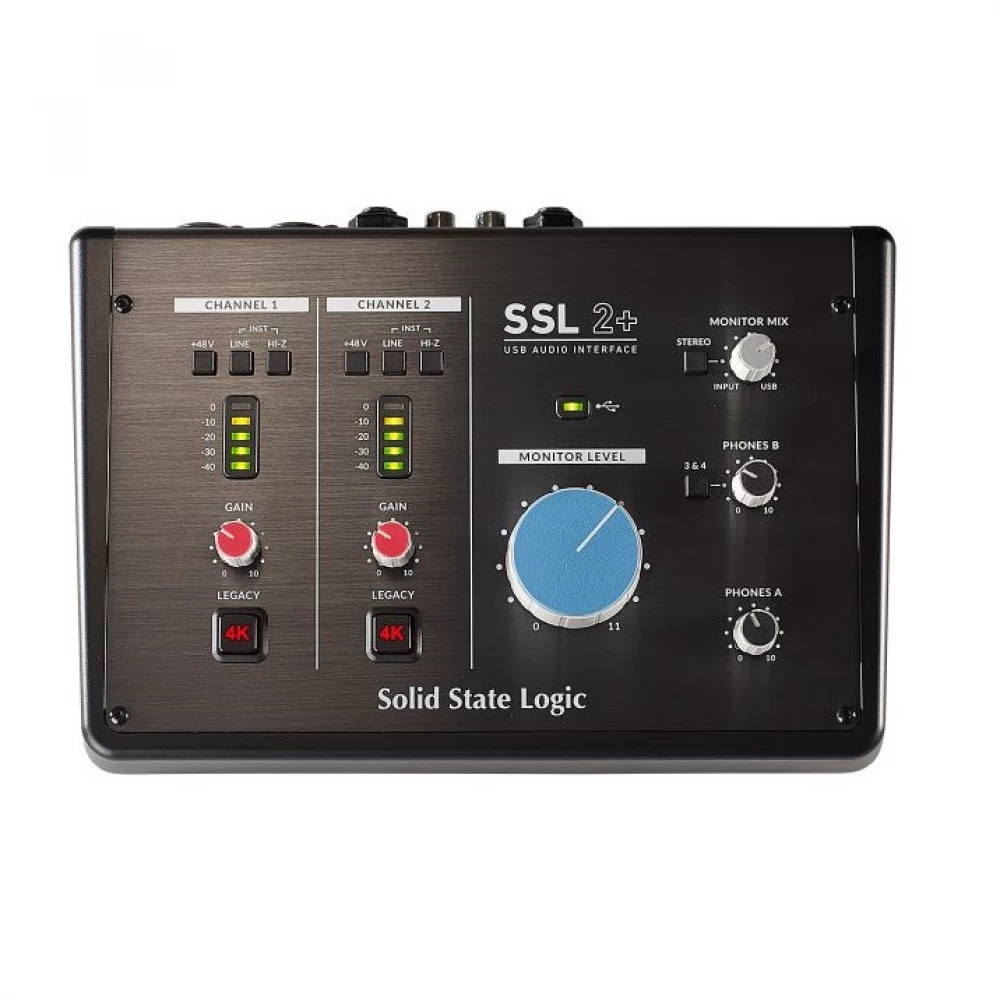 CHANNEL 1
INST
+48V LINE HI-Z
0
-10
-20
-30
-40
GAIN
0 10
LEGACY
4K
CHANNEL 2
INST
+48V LINE HI-Z
0
-10
-20
-30
-40
GAIN
0 10
LEGACY
4K
SSL 2+
USB AUDIO INTERFACE
MONITOR LEVEL
0 11
MONITOR MIX
STEREO
INPUT USB
PHONES B
3 & 4
0 10
PHONES A
0 10
Solid State Logic